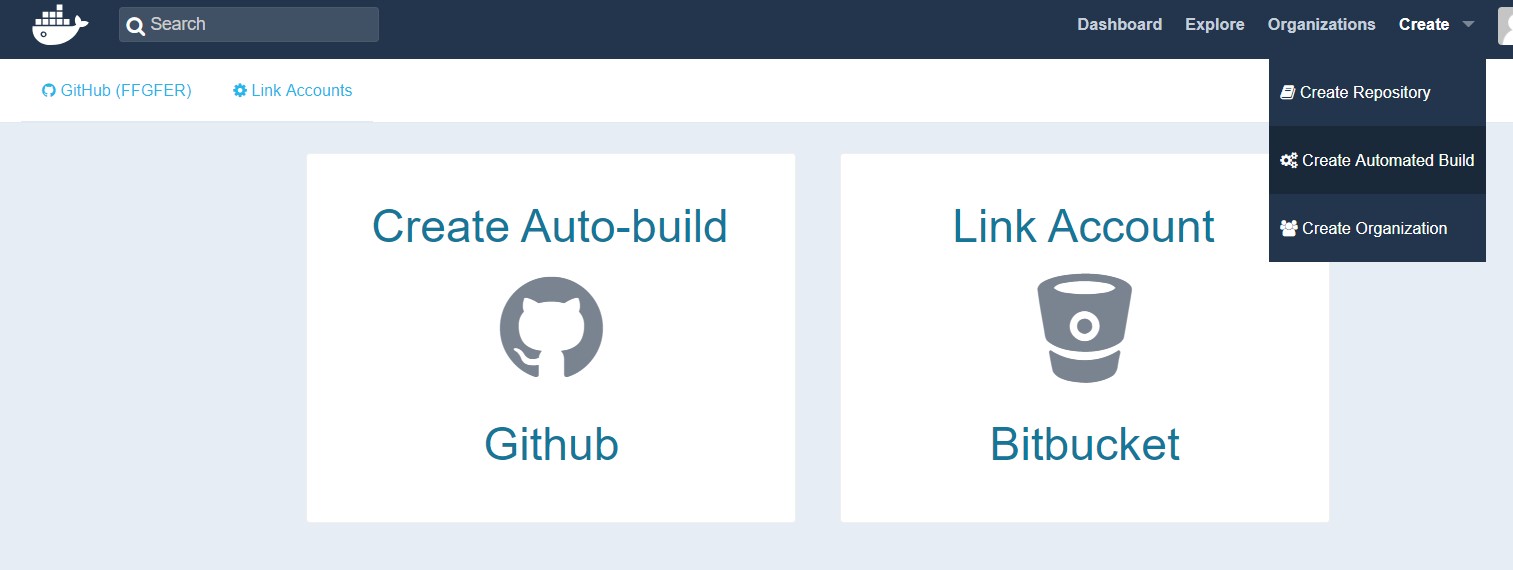 Search
Dashboard Explore Organizations Create
GitHub (FFGFER) Link Accounts
Create Repository
Create Automated Build
Create Organization
Create Auto-build
Github
Link Account
Bitbucket